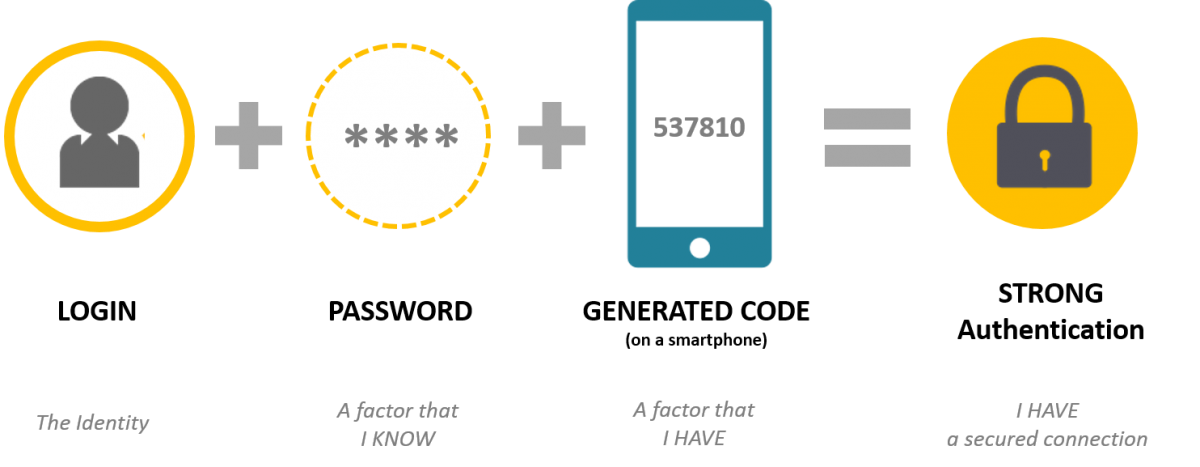 ****
537810
LOGIN
PASSWORD
GENERATED CODE
(on a smartphone)
STRONG
Authentication
The Identity
A factor that
I KNOW
A factor that
I HAVE
I HAVE
a secured connection